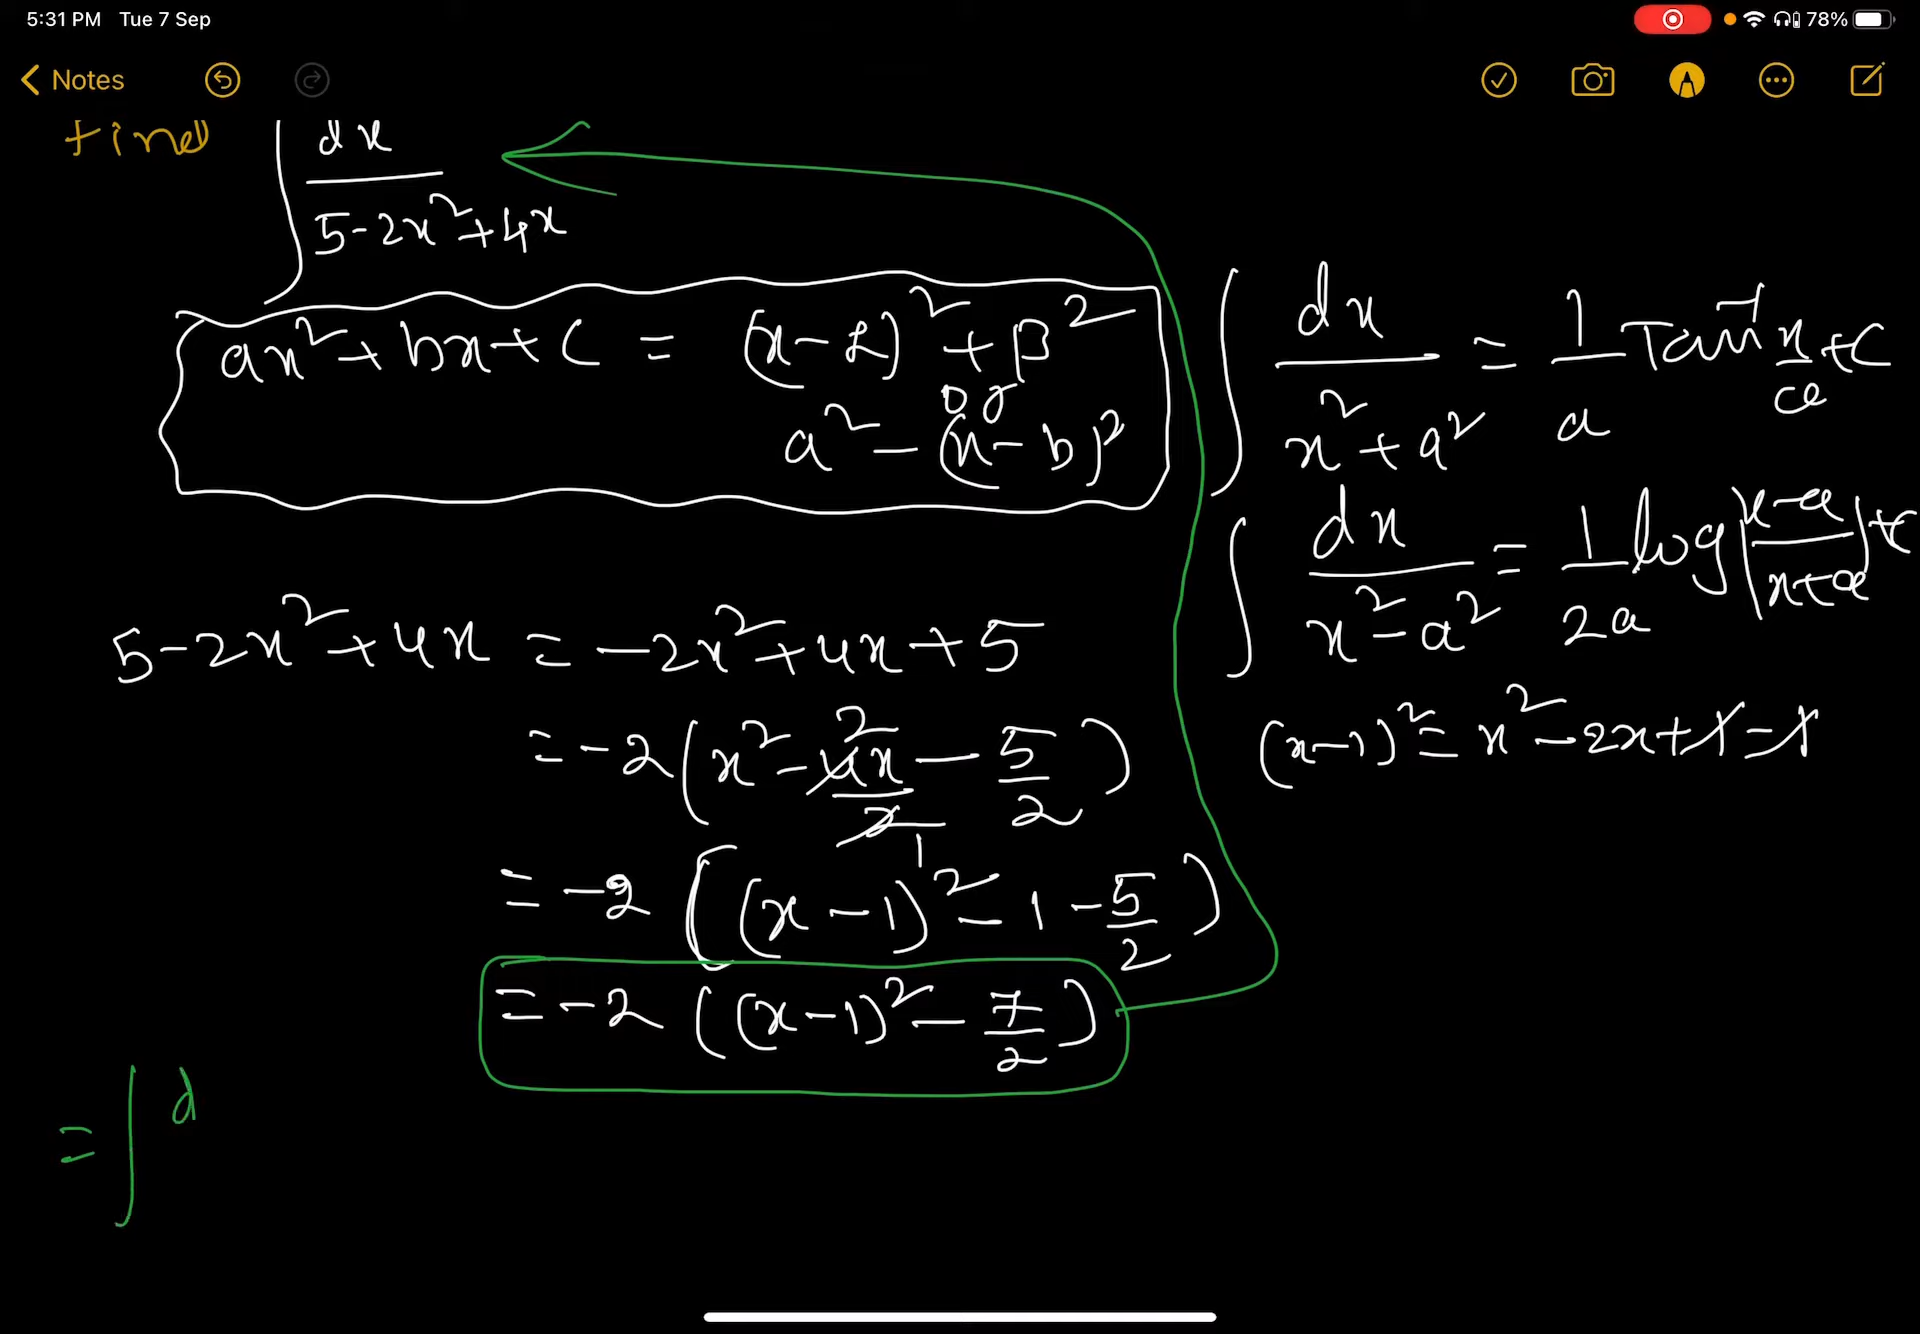 5:31 PM Tue 7 Sep 78%
Notes
find ∫ dx / (5-2x²+4x)
ax²+bx+c = (x-α)²+β²
or
a²-(x-b)²
∫ dx / (x²+a²) = 1/a Tan⁻¹ x/a +C
∫ dx / (x²-a²) = 1/2a log |(x-a)/(x+a)| +C
5-2x²+4x = -2x²+4x+5
= -2(x² - 4x/2 - 5/2)
2
1
(x-1)² = x²-2x+1-1
= -2((x-1)² - 1 - 5/2)
= -2((x-1)² - 7/2)
= ∫ d